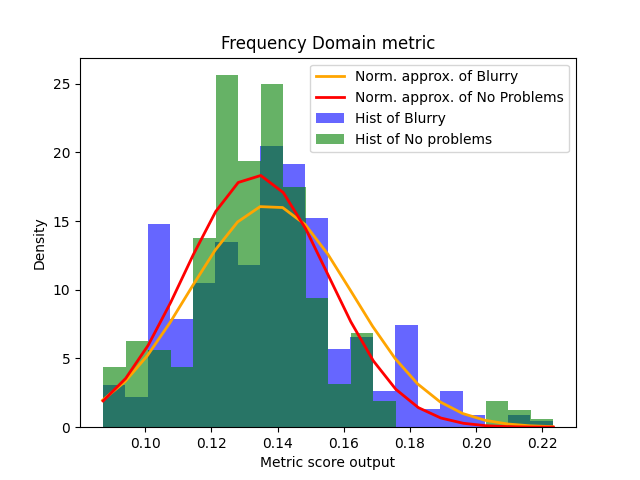 Frequency Domain metric
Norm. approx. of Blurry
Norm. approx. of No Problems
Hist of Blurry
Hist of No problems
Density
25
20
15
10
5
0
0.10 0.12 0.14 0.16 0.18 0.20 0.22
Metric score output